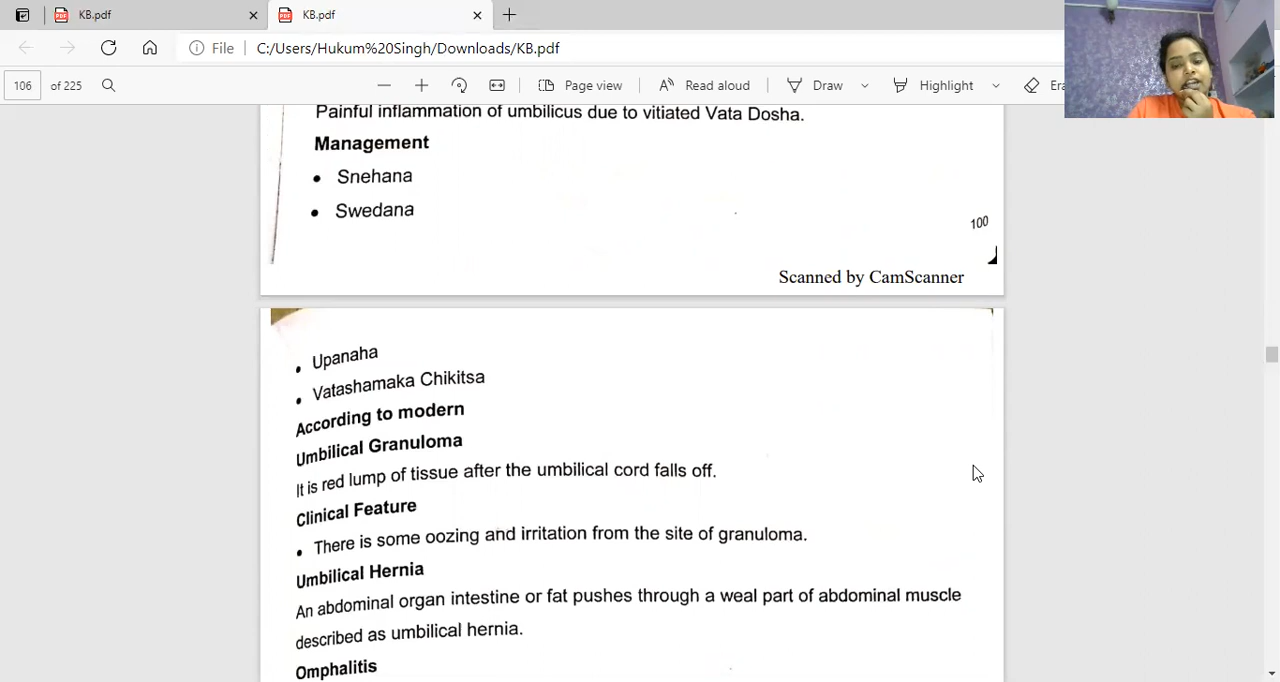 KB.pdf
KB.pdf
File C:/Users/Hukum%20Singh/Downloads/KB.pdf
106 of 225
Page view
Read aloud
Draw
Highlight
Painful inflammation of umbilicus due to vitiated Vata Dosha.
Management
• Snehana
• Swedana
100
Scanned by CamScanner
• Upanaha
• Vatashamaka Chikitsa
According to modern
Umbilical Granuloma
It is red lump of tissue after the umbilical cord falls off.
Clinical Feature
• There is some oozing and irritation from the site of granuloma.
Umbilical Hernia
An abdominal organ intestine or fat pushes through a weal part of abdominal muscle
described as umbilical hernia.
Omphalitis